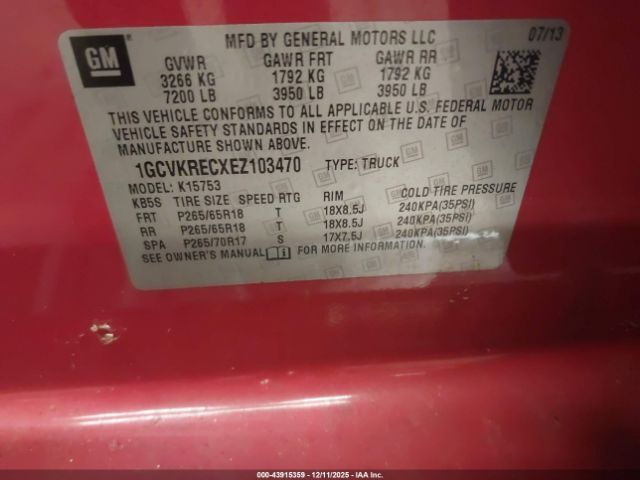 GM
MFD BY GENERAL MOTORS LLC 07/13
GVWR GAWR FRT GAWR RR
3266 KG 1792 KG 1792 KG
7200 LB 3950 LB 3950 LB
THIS VEHICLE CONFORMS TO ALL APPLICABLE U.S. FEDERAL MOTOR
VEHICLE SAFETY STANDARDS IN EFFECT ON THE DATE OF
MANUFACTURE SHOWN ABOVE.
1GCVKRECXEZ103470 TYPE: TRUCK
MODEL: K15753
KB5S TIRE SIZE SPEED RTG RIM COLD TIRE PRESSURE
FRT P265/65R18 T 18X8.5J 240KPA(35PSI)
RR P265/65R18 T 18X8.5J 240KPA(35PSI)
SPA P265/70R17 S 17X7.5J 240KPA(35PSI)
SEE OWNER'S MANUAL FOR MORE INFORMATION.
000-43915359 - 12/11/2025 - IAAI.COM